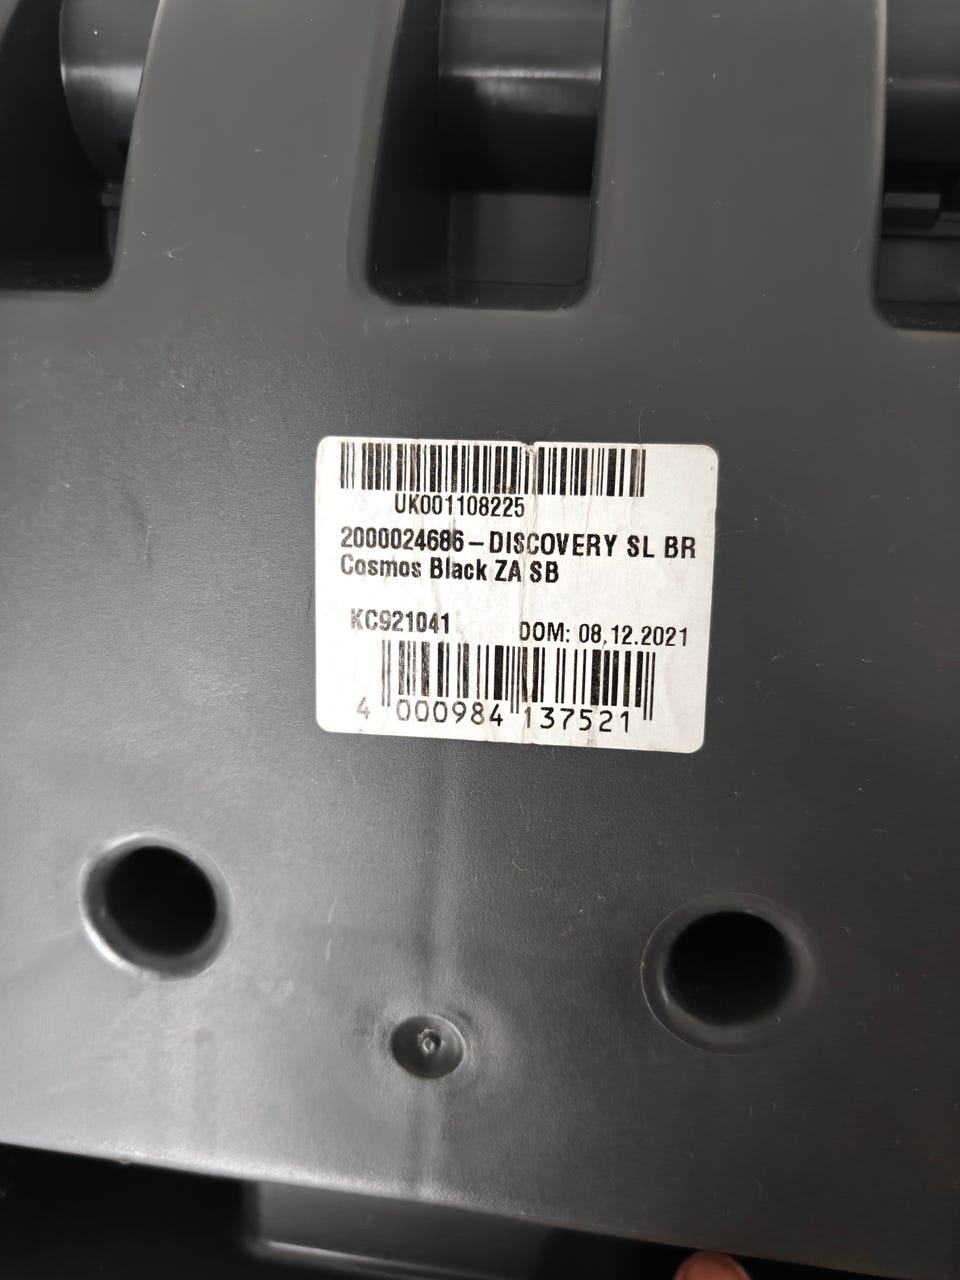 UK001108225
2000024686-DISCOVERY SL BR
Cosmos Black ZA SB
KC921041 DOM: 08.12.2021
4 000984 137521